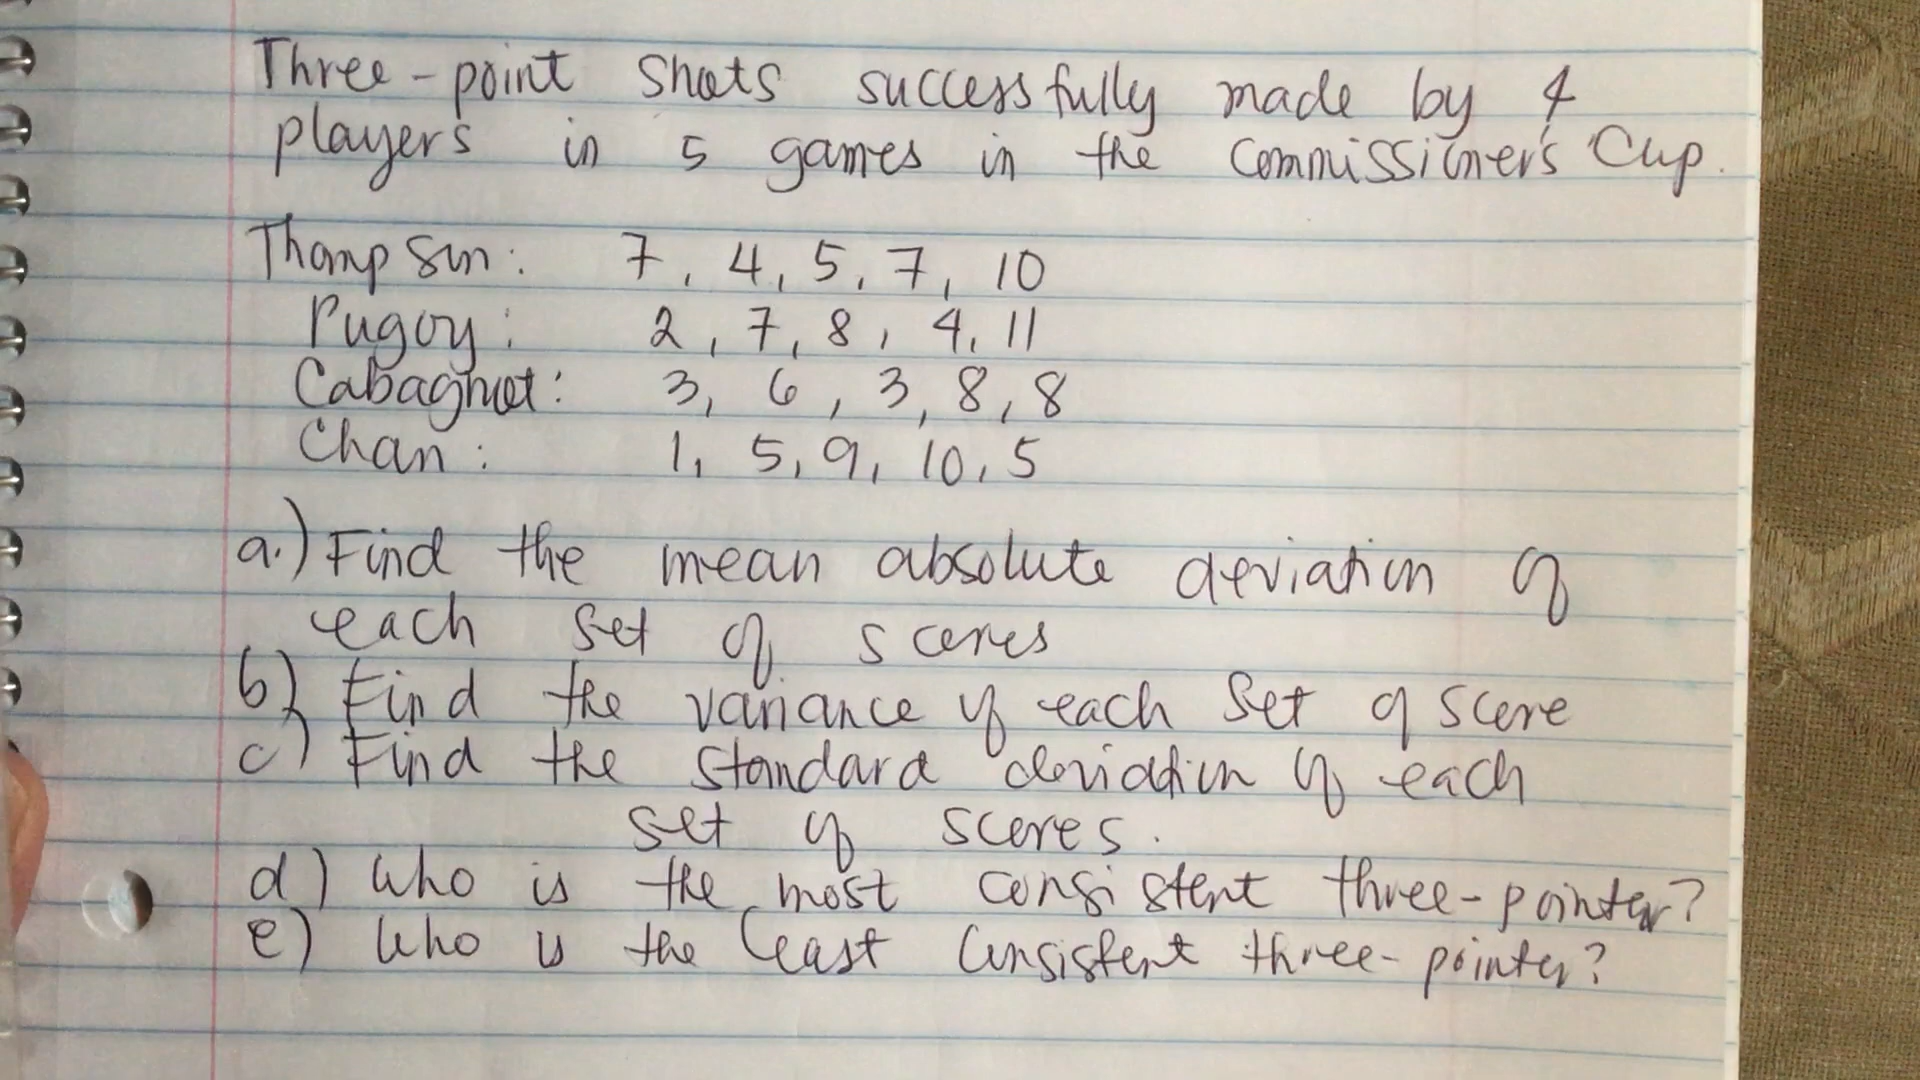 Three-point shots successfully made by 4
players in 5 games in the Commissioner's Cup.
Thompson: 7, 4, 5, 7, 10
Pugoy: 2, 7, 8, 4, 11
Cabagnot: 3, 6, 3, 8, 8
Chan: 1, 5, 9, 10, 5
a.) Find the mean absolute deviation of
each set of scores
b) Find the variance of each set of score
c) Find the standard deviation of each
set of scores.
d) Who is the most consistent three-pointer?
e) Who is the least consistent three-pointer?